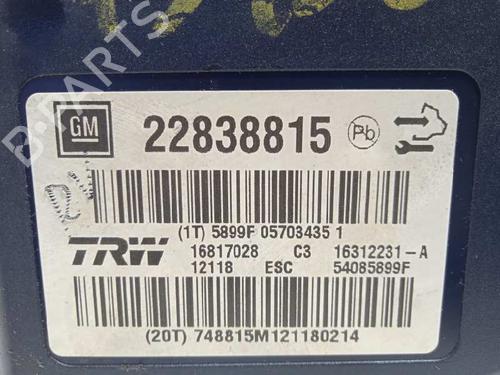 GM 22838815 Pb
(1T) 5899F 05703435 1
TRW 16817028 C3 16312231-A
12118 ESC 54085899F
(20T) 748815M121180214
B-PARTS